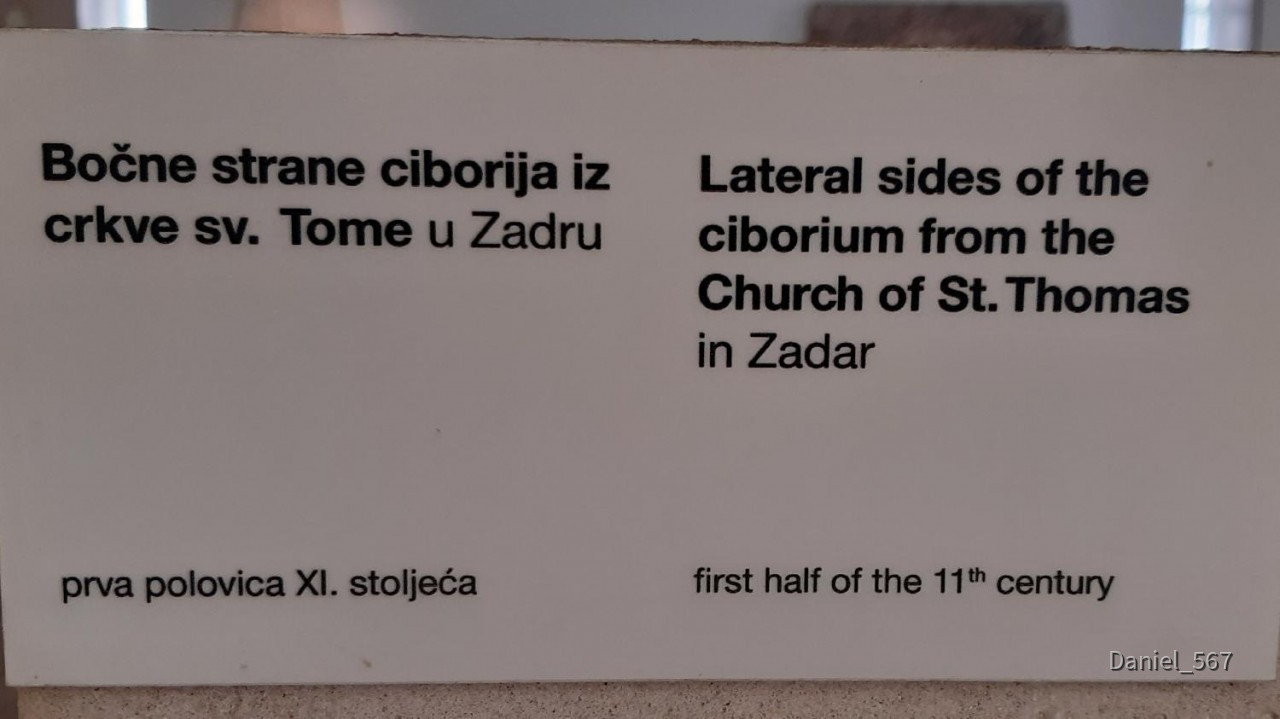 Bočne strane ciborija iz
crkve sv. Tome u Zadru
prva polovica XI. stoljeća
Lateral sides of the
ciborium from the
Church of St. Thomas
in Zadar
first half of the 11th century
Daniel_567